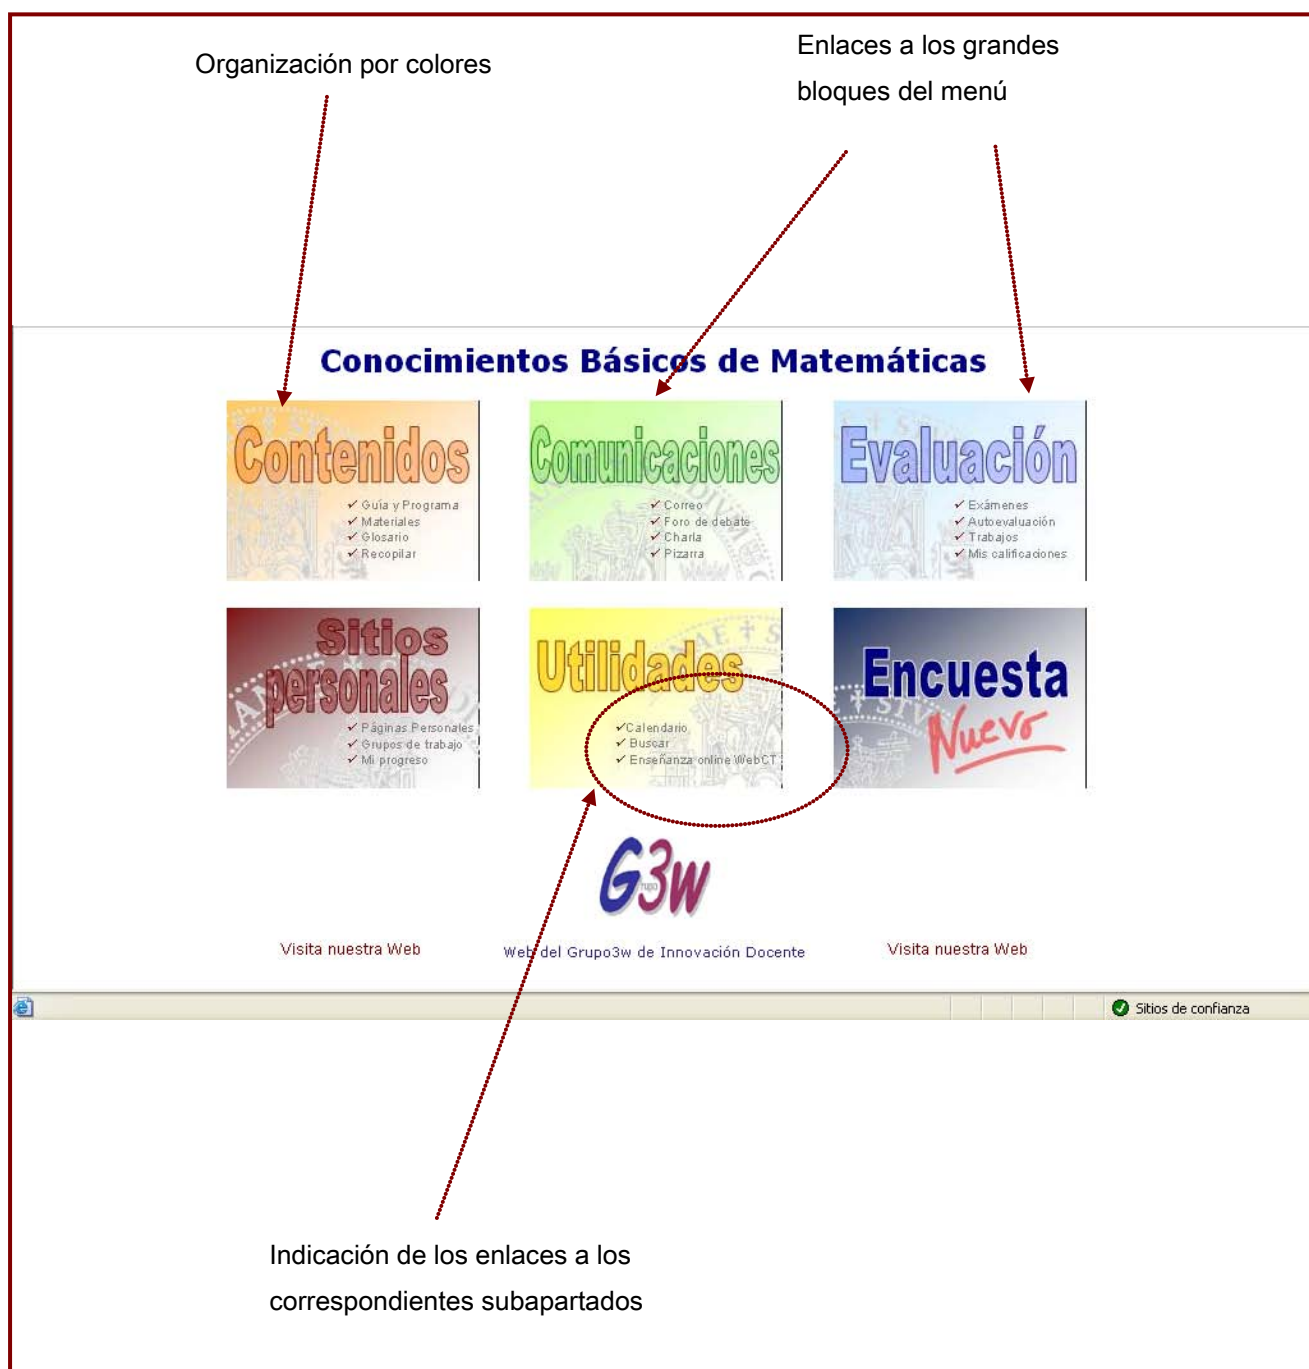 Organización por colores
Enlaces a los grandes
bloques del menú
Conocimientos Básicos de Matemáticas
Contenidos
✓ Guía y Programa
✓ Materiales
✓ Glosario
✓ Recopilar
Comunicaciones
✓ Correo
✓ Foro de debate
✓ Charla
✓ Pizarra
Evaluación
✓ Exámenes
✓ Autoevaluación
✓ Trabajos
✓ Mis calificaciones
Sitios
personales
✓ Páginas Personales
✓ Grupos de trabajo
✓ Mi progreso
Utilidades
✓Calendario
✓ Buscar
✓ Enseñanza online WebCT
Encuesta
Nuevo
G3w
rupo
Visita nuestra Web
Web del Grupo3w de Innovación Docente
Visita nuestra Web
Sitios de confianza
Indicación de los enlaces a los
correspondientes subapartados